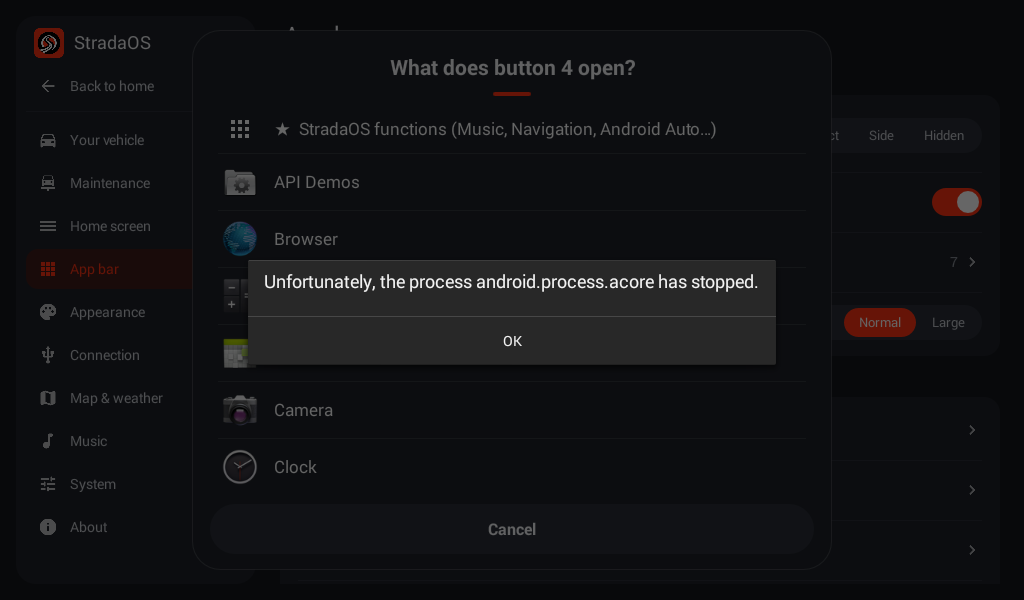 StradaOS
Back to home
Your vehicle
Maintenance
Home screen
App bar
Appearance
Connection
Map & weather
Music
System
About
What does button 4 open?
★ StradaOS functions (Music, Navigation, Android Auto...)
API Demos
Browser
Unfortunately, the process android.process.acore has stopped.
OK
Camera
Clock
Cancel
Side
Hidden
7
Normal
Large